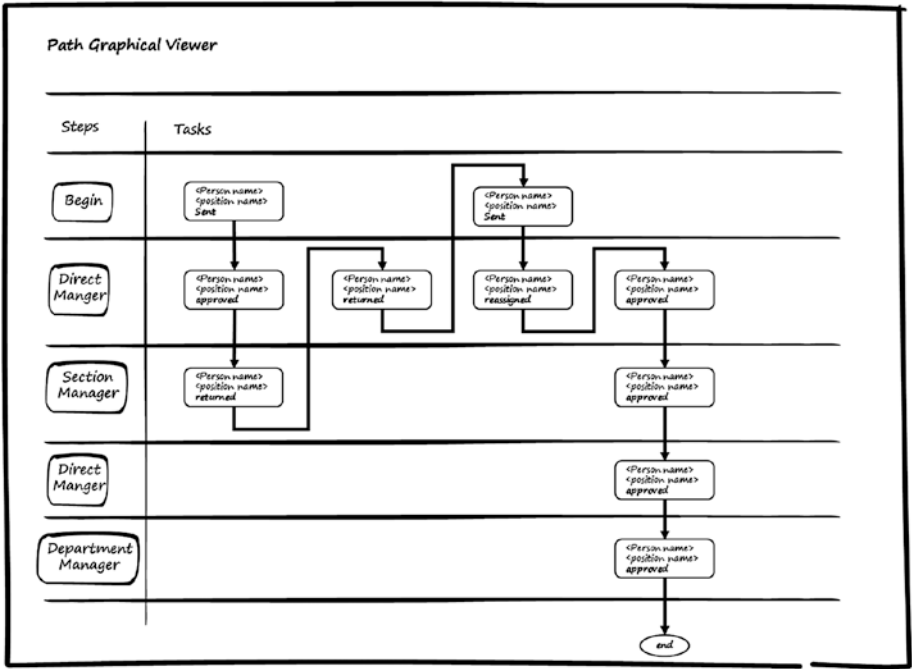 Path Graphical Viewer
Steps
Tasks
Begin
<Person name>
<position name>
Sent
<Person name>
<position name>
Sent
Direct
Manger
<Person name>
<position name>
approved
<Person name>
<position name>
returned
<Person name>
<position name>
reassigned
<Person name>
<position name>
approved
Section
Manager
<Person name>
<position name>
returned
<Person name>
<position name>
approved
Direct
Manger
<Person name>
<position name>
approved
Department
Manager
<Person name>
<position name>
approved
end